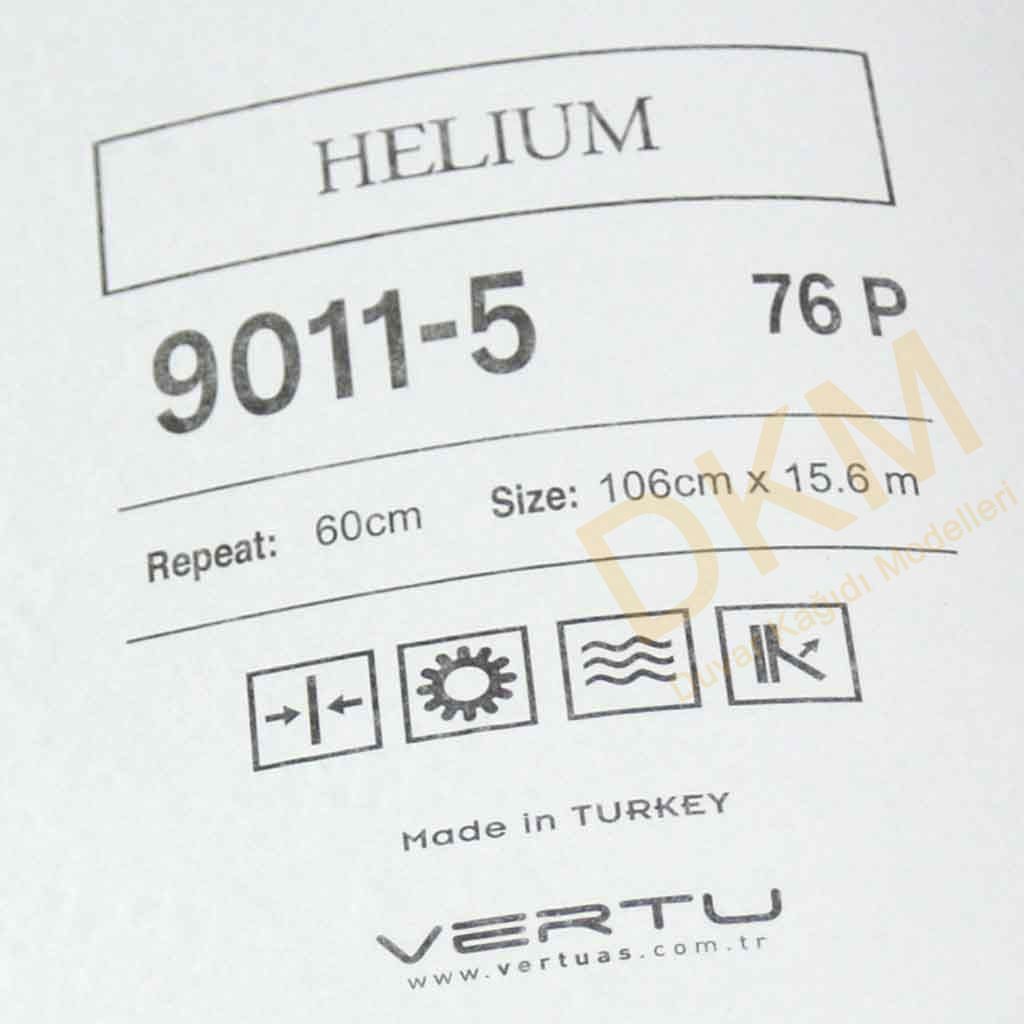 HELIUM
9011-5 76 P
Repeat: 60cm Size: 106cm x 15.6 m
Made in TURKEY
VERTU
www.vertuas.com.tr
DKM
Duvar Kağıdı Modelleri